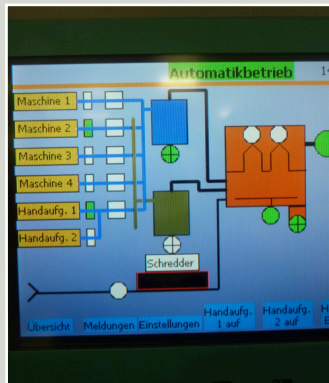 Automatikbetrieb
14
Maschine 1
Maschine 2
Maschine 3
Maschine 4
Handaufg. 1
Handaufg. 2
Schredder
Übersicht
Meldungen
Einstellungen
Handaufg.
1 auf
Handaufg.
2 auf